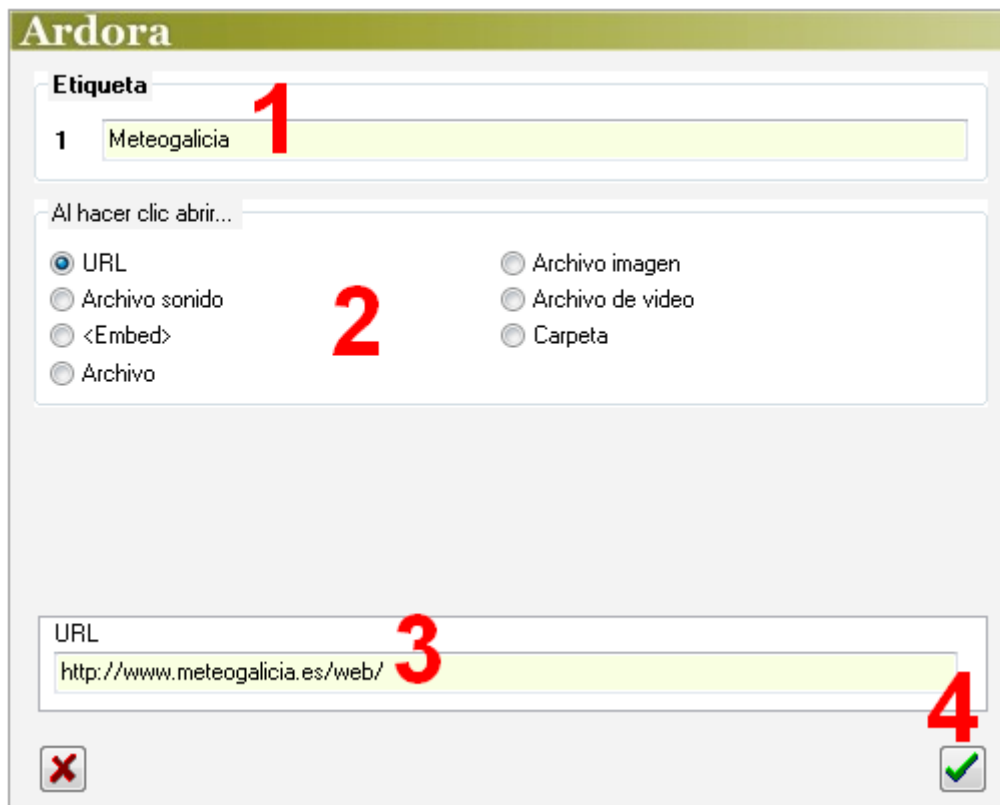 Ardora
Etiqueta
1
1 Meteogalicia
Al hacer clic abrir...
URL Archivo imagen
Archivo sonido Archivo de video
2
<Embed> Carpeta
Archivo
URL
3
http://www.meteogalicia.es/web/
4